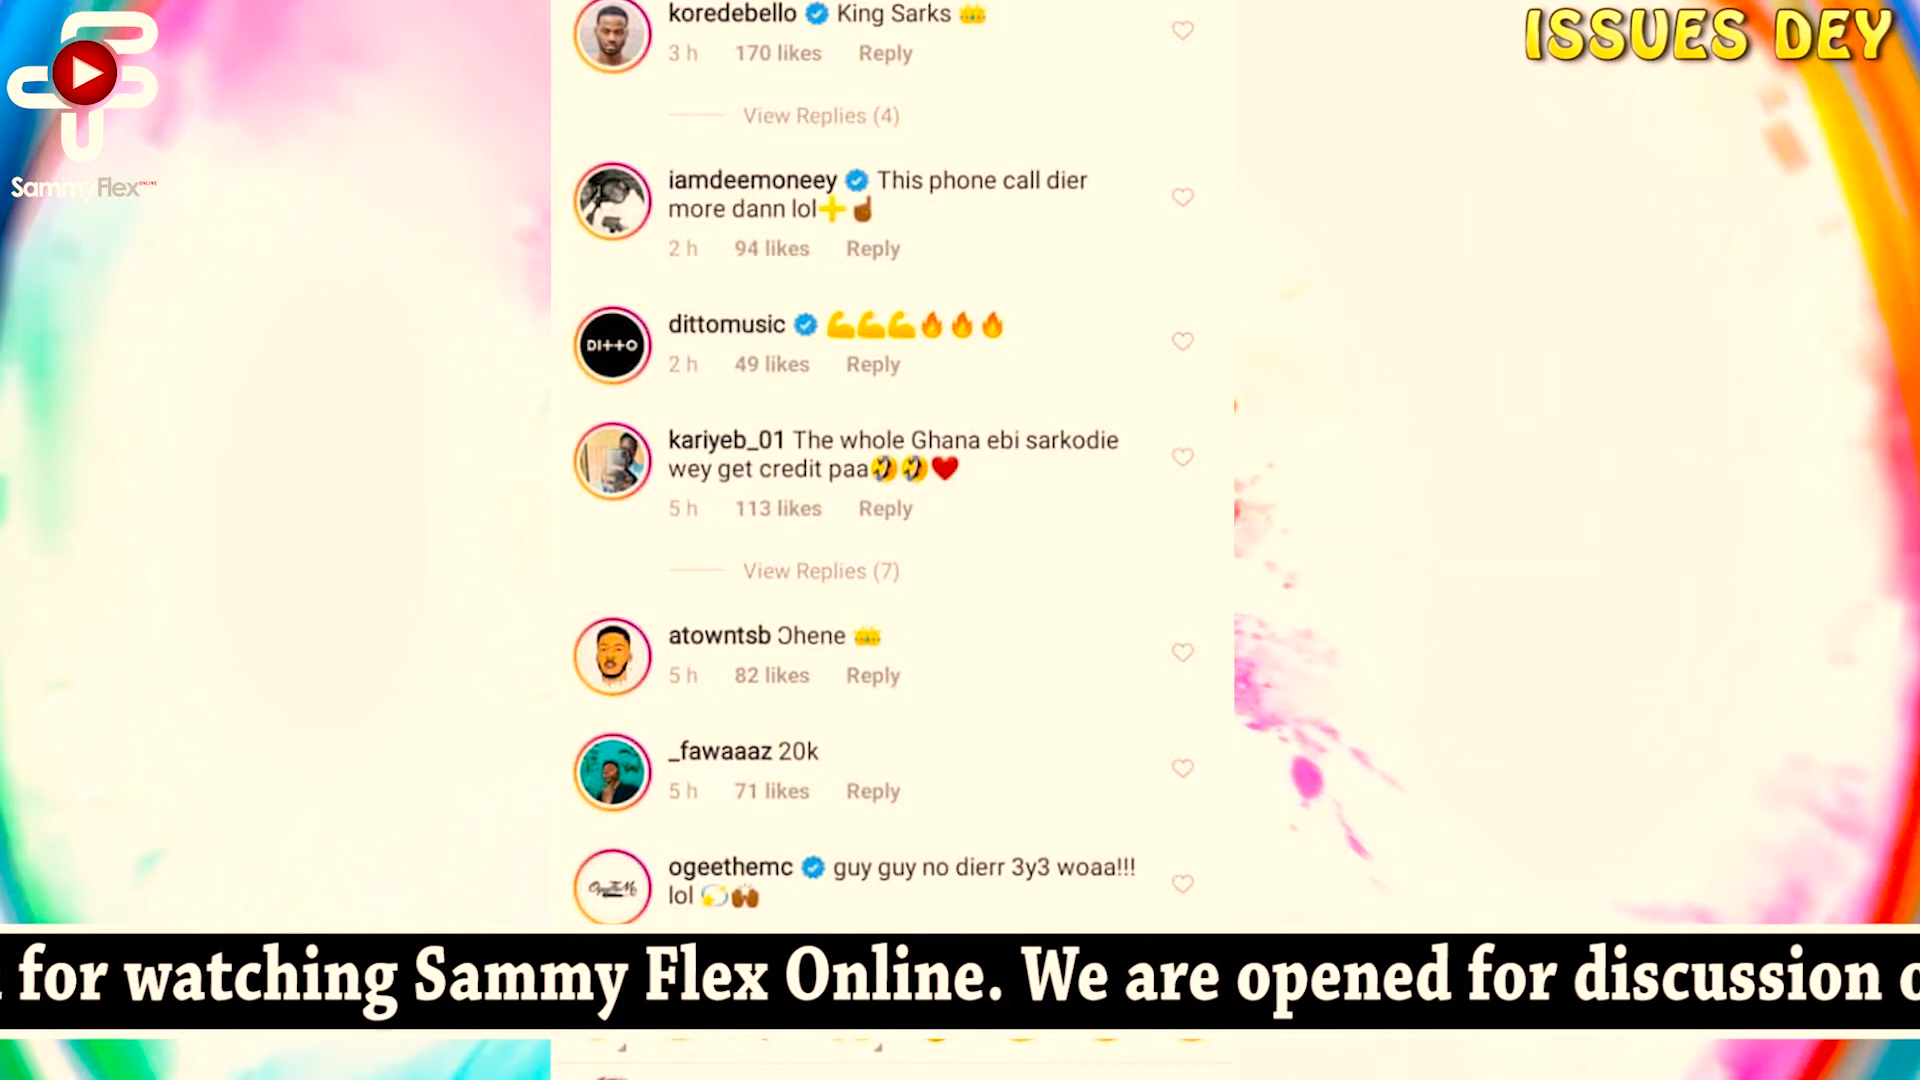 koredebello King Sarks 👑
3 h 170 likes Reply
View Replies (4)
iamdeemoneey This phone call dier
more dann lol➕☝🏾
2 h 94 likes Reply
dittomusic 💪💪💪🔥🔥🔥
2 h 49 likes Reply
kariyeb_01 The whole Ghana ebi sarkodie
wey get credit paa🤣🤣❤️
5 h 113 likes Reply
View Replies (7)
atowntsb Ɔhene 👑
5 h 82 likes Reply
_fawaaaz 20k
5 h 71 likes Reply
ogeethemc guy guy no dierr 3y3 woaa!!!
lol 💫🙌🏾
DI++O
ISSUES DEY
SammyFlex ONLINE
for watching Sammy Flex Online. We are opened for discussion